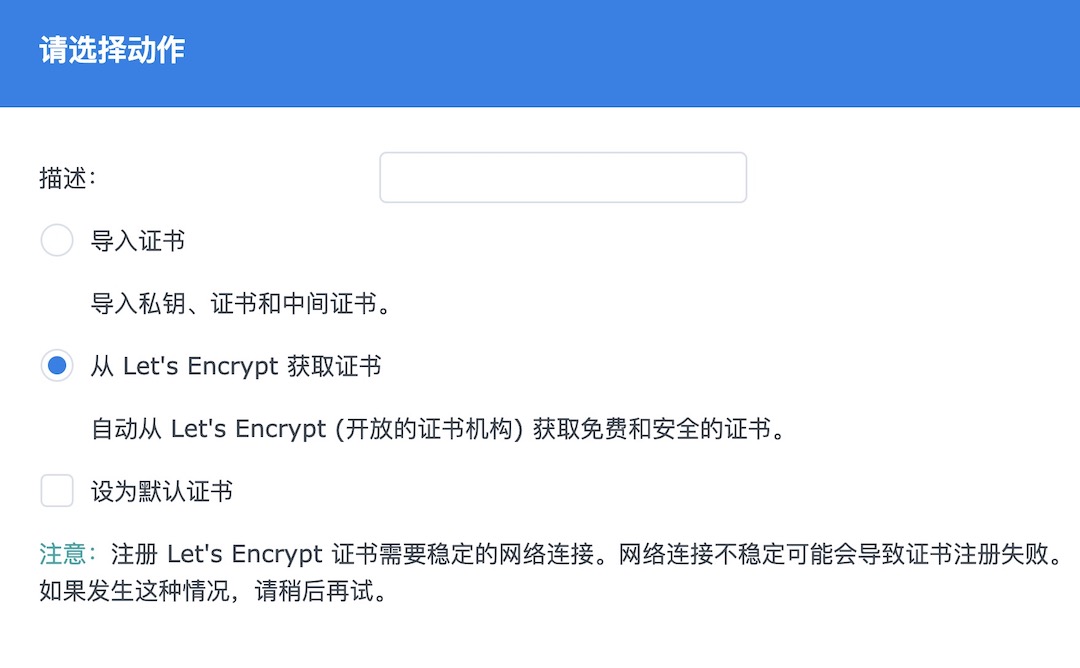 请选择动作
描述：
导入证书
导入私钥、证书和中间证书。
从 Let's Encrypt 获取证书
自动从 Let's Encrypt (开放的证书机构) 获取免费和安全的证书。
设为默认证书
注意：注册 Let's Encrypt 证书需要稳定的网络连接。网络连接不稳定可能会导致证书注册失败。
如果发生这种情况，请稍后再试。